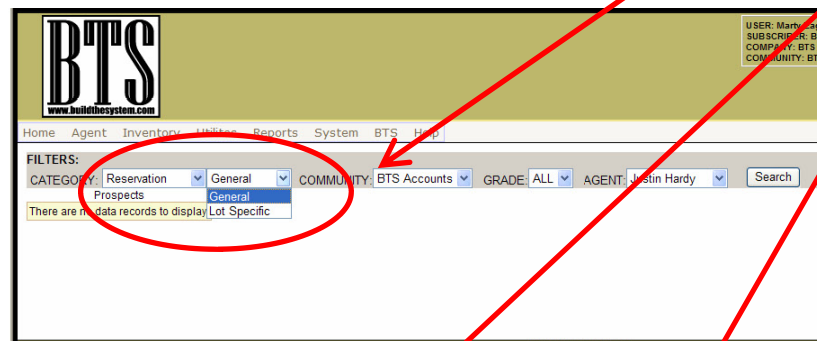 BTS
www.buildthesystem.com
USER: Marty
SUBSCRIBER: B
COMPANY: BTS
COMMUNITY: BT
Home Agent Inventory Utilites Reports System BTS Help
FILTERS:
CATEGORY: Reservation General COMMUNITY: BTS Accounts GRADE: ALL AGENT: Justin Hardy Search
Prospects General
There are no data records to display Lot Specific